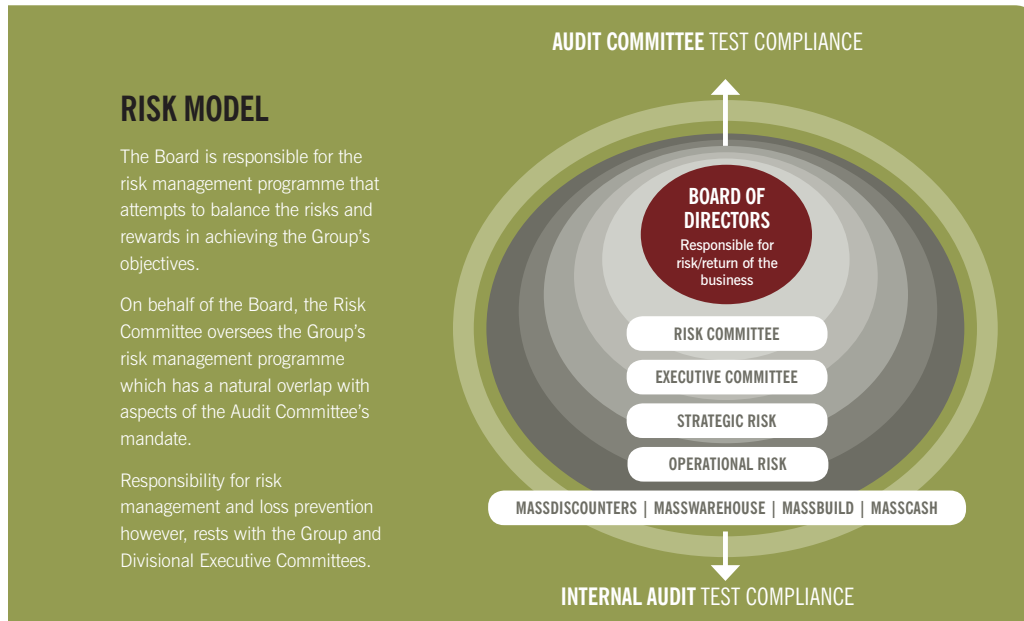 AUDIT COMMITTEE TEST COMPLIANCE
RISK MODEL
The Board is responsible for the
risk management programme that
attempts to balance the risks and
rewards in achieving the Group's
objectives.
On behalf of the Board, the Risk
Committee oversees the Group's
risk management programme
which has a natural overlap with
aspects of the Audit Committee's
mandate.
Responsibility for risk
management and loss prevention
however, rests with the Group and
Divisional Executive Committees.
BOARD OF
DIRECTORS
Responsible for
risk/return of the
business
RISK COMMITTEE
EXECUTIVE COMMITTEE
STRATEGIC RISK
OPERATIONAL RISK
MASSDISCOUNTERS | MASSWAREHOUSE | MASSBUILD | MASSCASH
INTERNAL AUDIT TEST COMPLIANCE